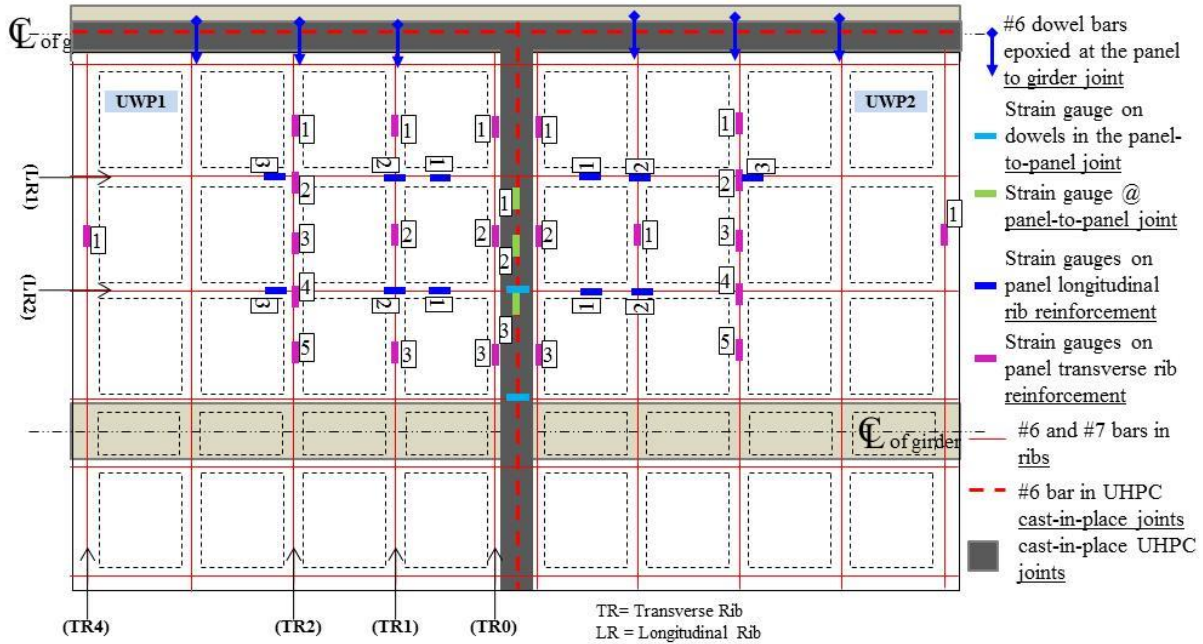 ℄ of gi
#6 dowel bars
epoxied at the panel
to girder joint
UWP1
UWP2
Strain gauge on
dowels in the panel-
to-panel joint
1
1
1
1
1
3
2
1
1
2
3
(LR1)
2
2
1
Strain gauge @
panel-to-panel joint
1
3
2
2
2
2
1
3
1
Strain gauges on
panel longitudinal
rib reinforcement
(LR2)
4
4
3
2
1
1
2
3
5
3
3
3
5
Strain gauges on
panel transverse rib
reinforcement
℄ of girder
#6 and #7 bars in
ribs
#6 bar in UHPC
cast-in-place joints
cast-in-place UHPC
joints
(TR4)
(TR2)
(TR1)
(TR0)
TR= Transverse Rib
LR = Longitudinal Rib